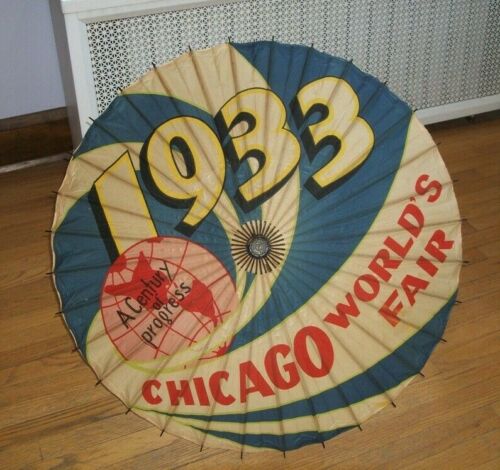 1933
A Century
of
progress
CHICAGO
WORLD'S
FAIR